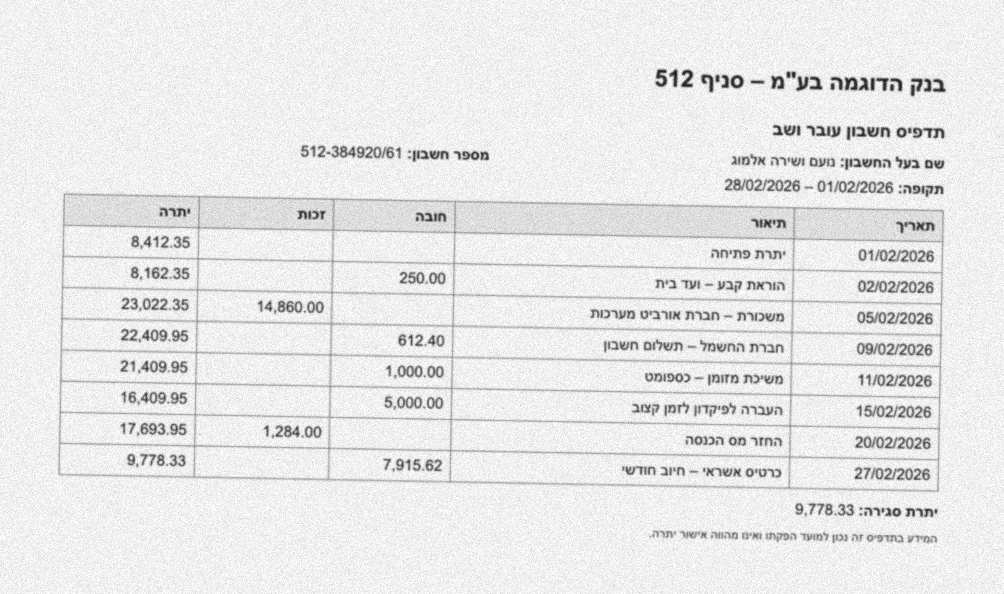 בנק הדוגמה בע"מ – סניף 512
תדפיס חשבון עובר ושב
שם בעל החשבון: נועם ושירה אלמוג מספר חשבון: 512-384920/61
תקופה: 01/02/2026 – 28/02/2026
תאריך תיאור חובה זכות יתרה
01/02/2026 יתרת פתיחה 8,412.35
02/02/2026 הוראת קבע – ועד בית 250.00 8,162.35
05/02/2026 משכורת – חברת אורביט מערכות 14,860.00 23,022.35
09/02/2026 חברת החשמל – תשלום חשבון 612.40 22,409.95
11/02/2026 משיכת מזומן – כספומט 1,000.00 21,409.95
15/02/2026 העברה לפיקדון לזמן קצוב 5,000.00 16,409.95
20/02/2026 החזר מס הכנסה 1,284.00 17,693.95
27/02/2026 כרטיס אשראי – חיוב חודשי 7,915.62 9,778.33
יתרת סגירה: 9,778.33
המידע בתדפיס זה נכון למועד הפקתו ואינו מהווה אישור יתרה.